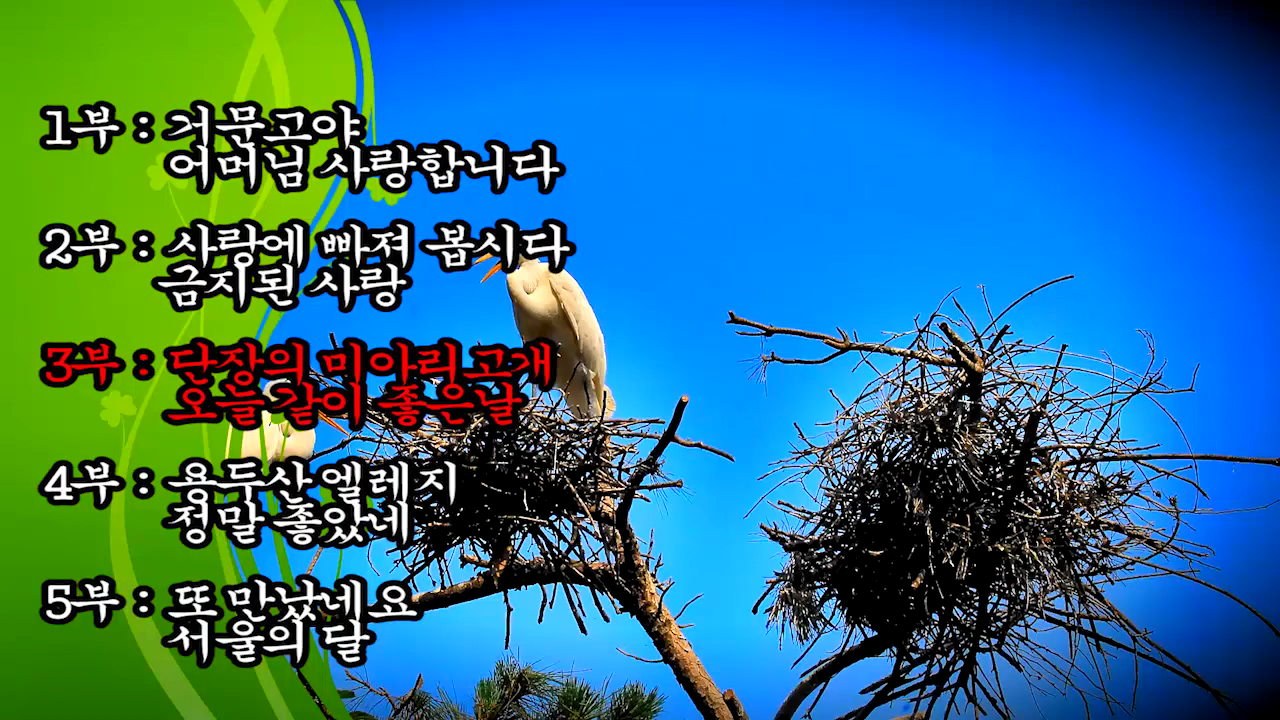 1부 : 거문고야
어머님 사랑합니다
2부 : 사랑에 빠져 봅시다
금지된 사랑
3부 : 단장의 미아리고개
오늘 같이 좋은날
4부 : 용두산 엘레지
정말 좋았네
5부 : 또 만났네요
서울의 달